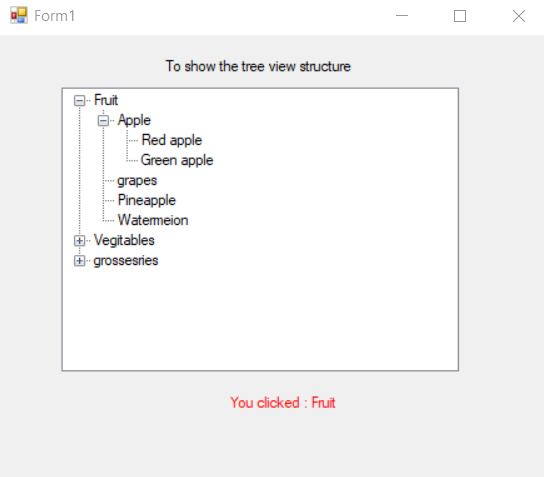 Form1
To show the tree view structure
Fruit
Apple
Red apple
Green apple
grapes
Pineapple
Watermeion
Vegitables
grossesries
You clicked : Fruit